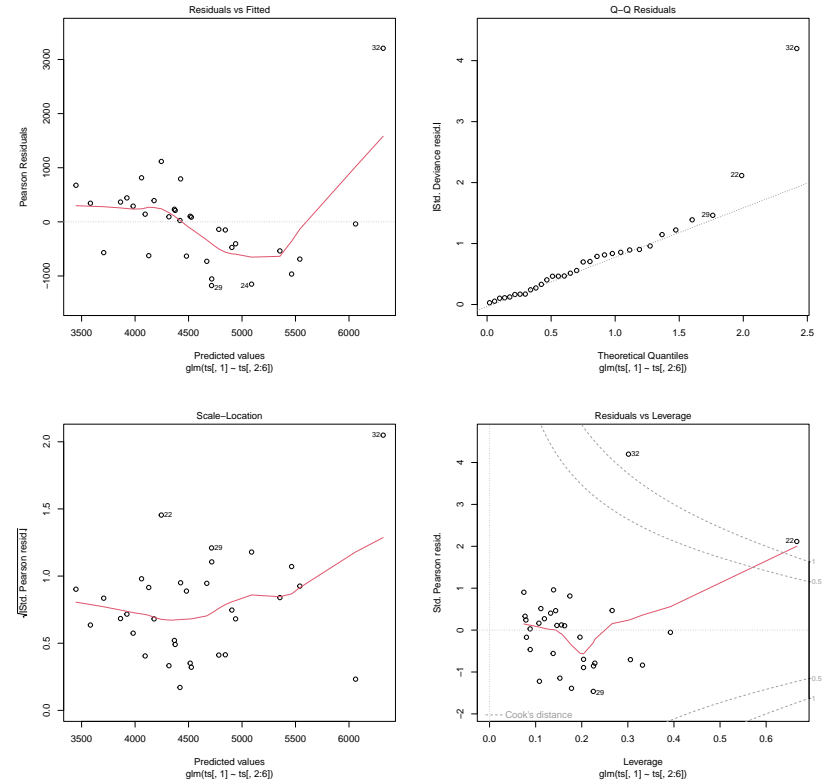 Residuals vs Fitted
Pearson Residuals
3000
2000
1000
0
−1000
32
29
24
3500 4000 4500 5000 5500 6000
Predicted values
glm(ts[, 1] ~ ts[, 2:6])
Q−Q Residuals
|Std. Deviance resid.|
4
3
2
1
0
32
22
29
0.0 0.5 1.0 1.5 2.0 2.5
Theoretical Quantiles
glm(ts[, 1] ~ ts[, 2:6])
Scale−Location
√|Std. Pearson resid.|
2.0
1.5
1.0
0.5
0.0
32
22
29
3500 4000 4500 5000 5500 6000
Predicted values
glm(ts[, 1] ~ ts[, 2:6])
Residuals vs Leverage
Std. Pearson resid.
4
3
2
1
0
−1
−2
32
22
1
0.5
29
0.5
1
Cook's distance
0.0 0.1 0.2 0.3 0.4 0.5 0.6
Leverage
glm(ts[, 1] ~ ts[, 2:6])